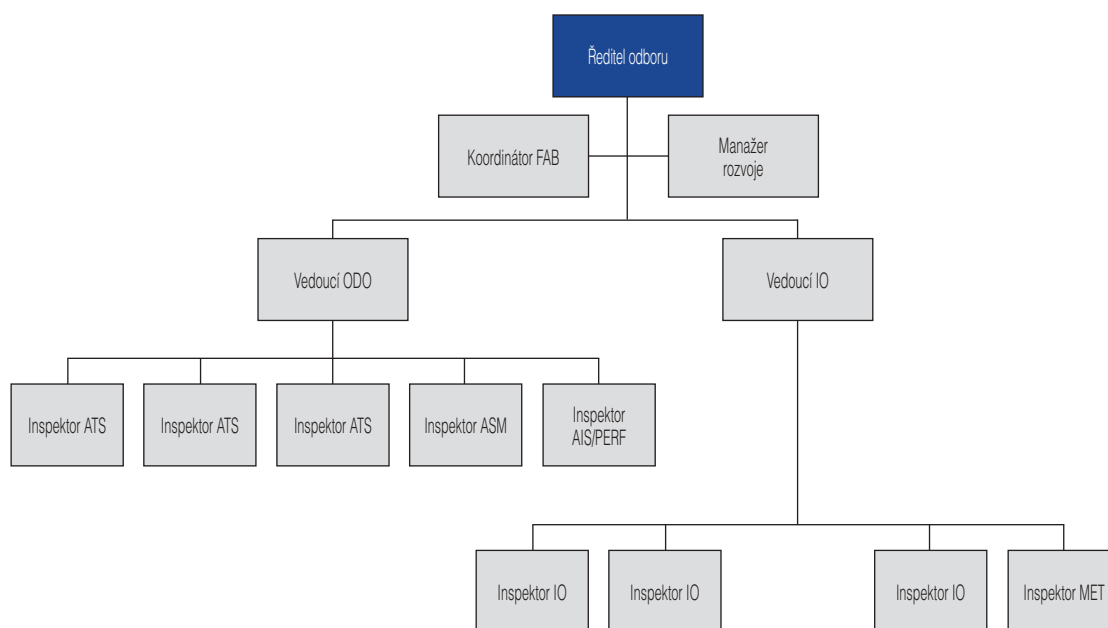 Ředitel odboru
Koordinátor FAB
Manažer
rozvoje
Vedoucí ODO
Vedoucí IO
Inspektor ATS
Inspektor ATS
Inspektor ATS
Inspektor ASM
Inspektor
AIS/PERF
Inspektor IO
Inspektor IO
Inspektor IO
Inspektor MET